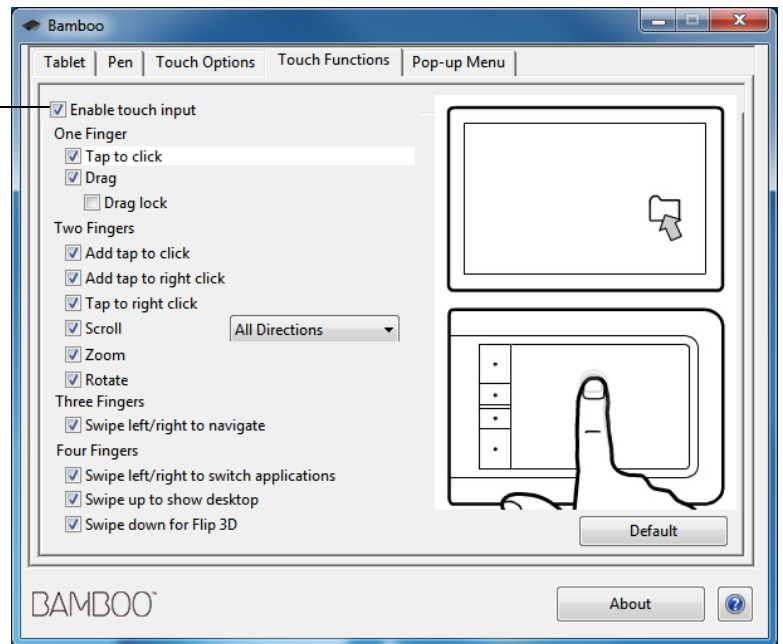 Bamboo
Tablet Pen Touch Options Touch Functions Pop-up Menu
Enable touch input
One Finger
Tap to click
Drag
Drag lock
Two Fingers
Add tap to click
Add tap to right click
Tap to right click
Scroll All Directions
Zoom
Rotate
Three Fingers
Swipe left/right to navigate
Four Fingers
Swipe left/right to switch applications
Swipe up to show desktop
Swipe down for Flip 3D
Default
BAMBOO™ About ?